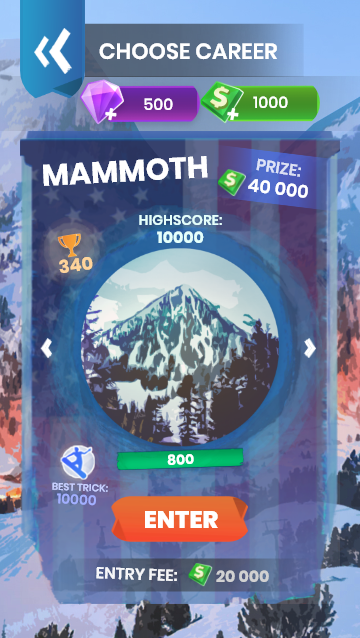 CHOOSE CAREER
500
1000
MAMMOTH
PRIZE:
40 000
HIGHSCORE:
10000
340
800
BEST TRICK:
10000
ENTER
ENTRY FEE: 20 000